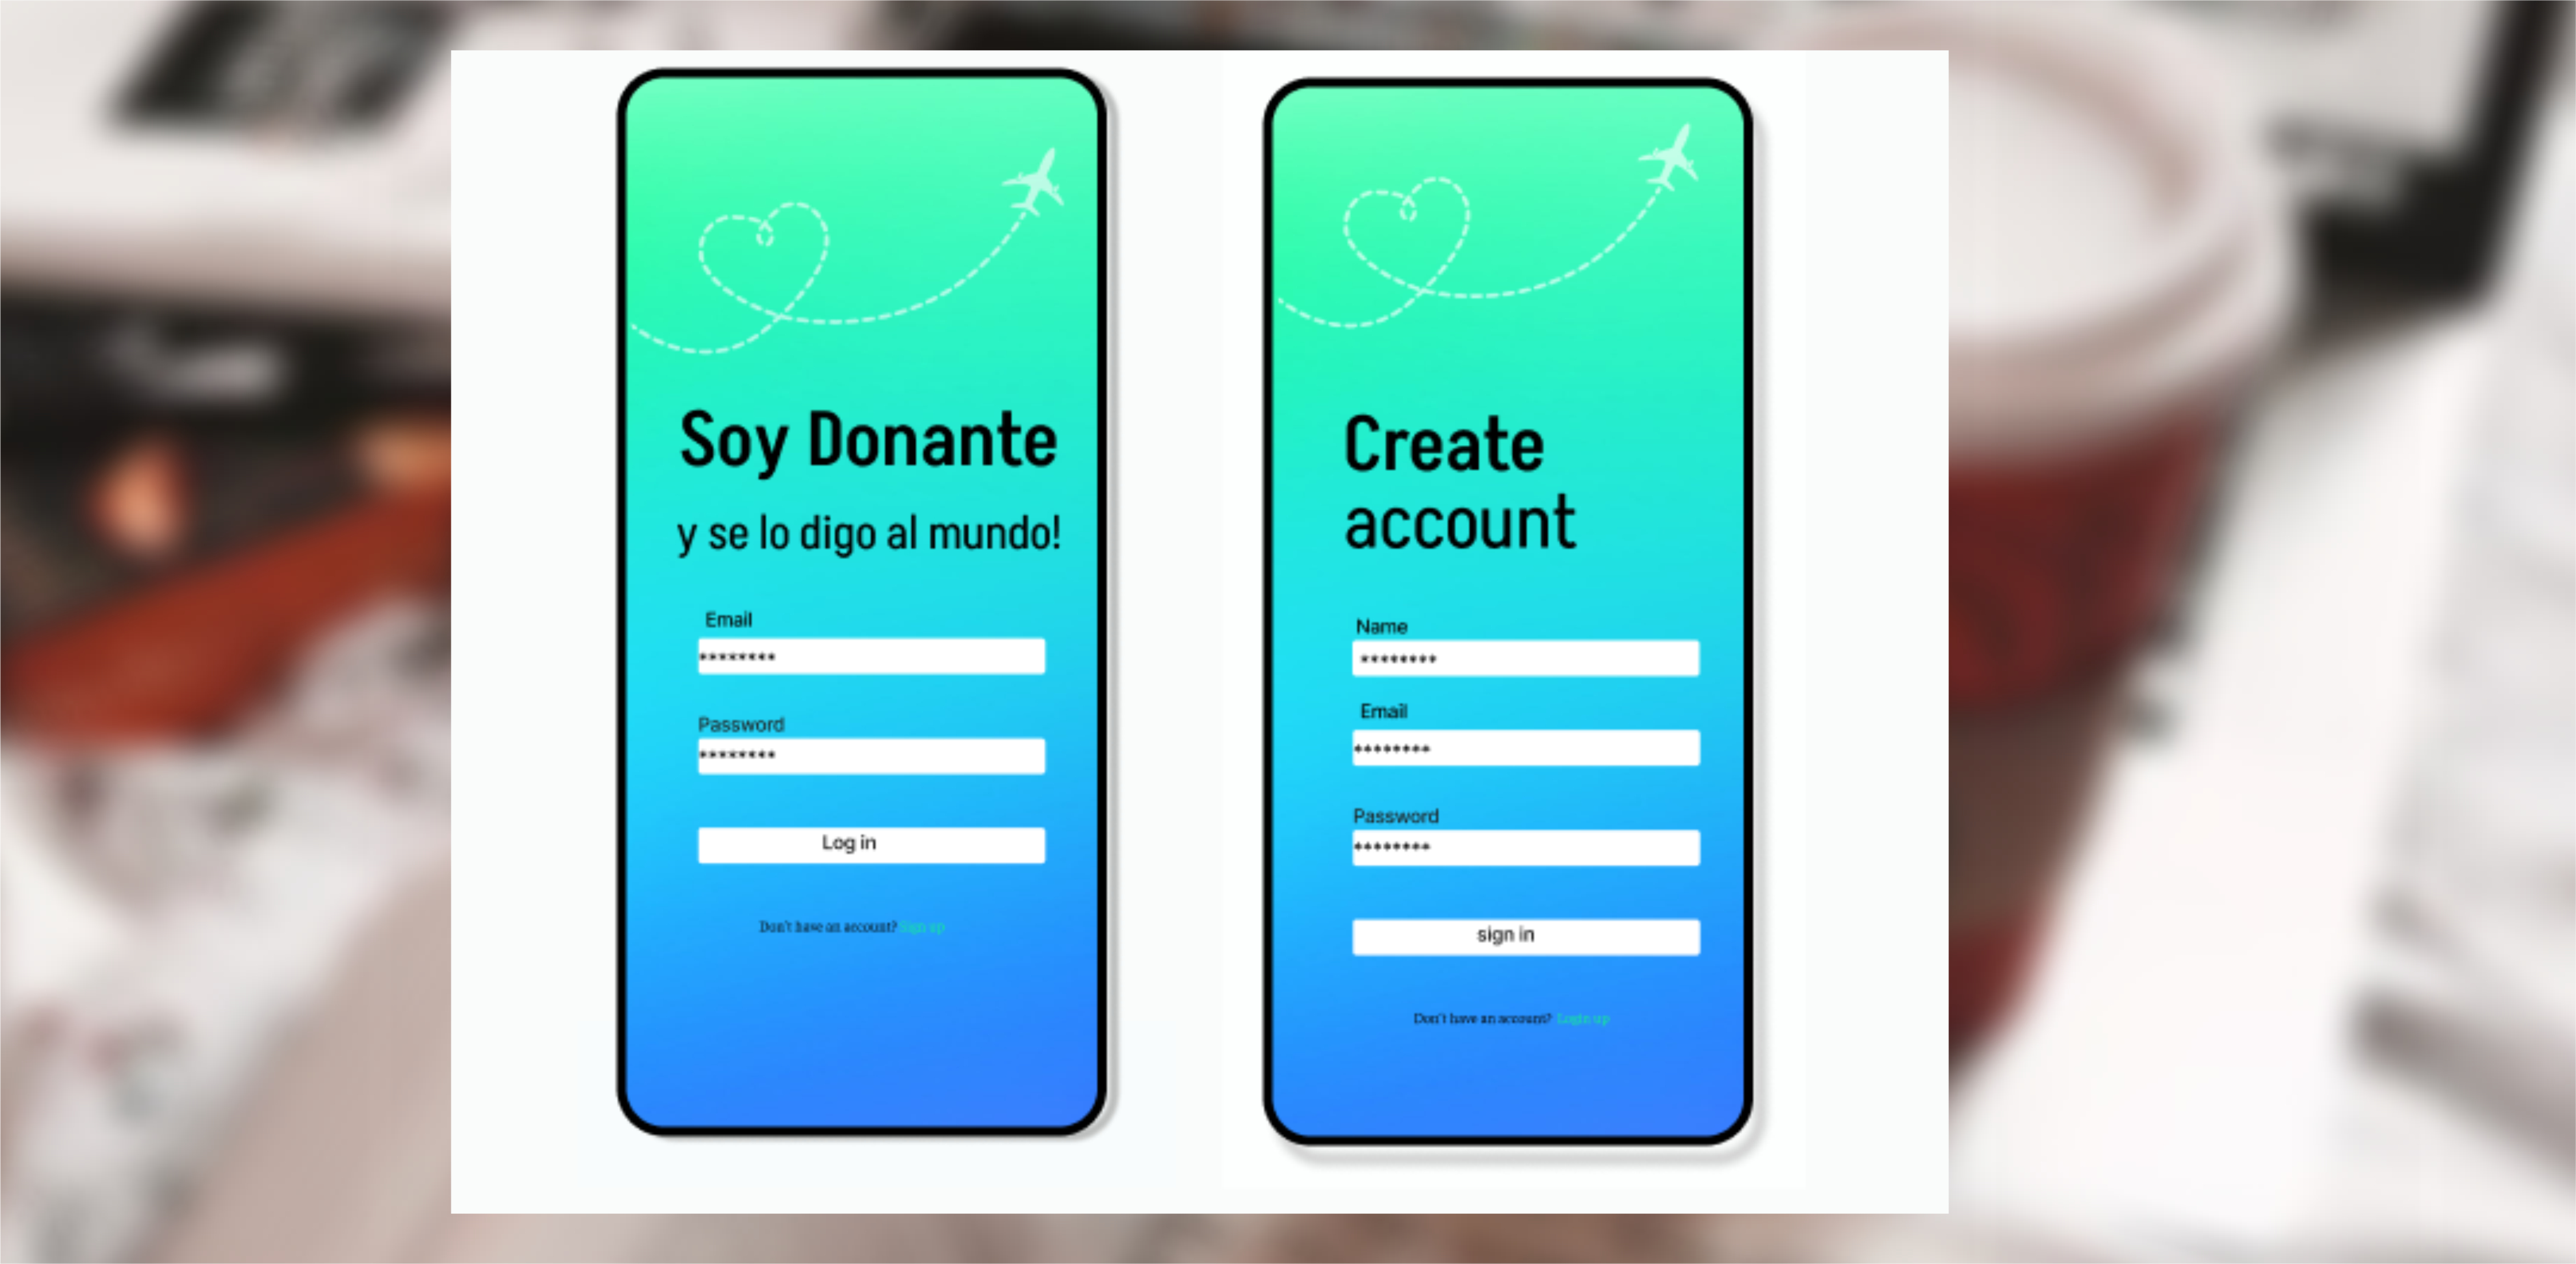 Soy Donante
y se lo digo al mundo!
Email
********
Password
********
Log in
Don't have an account? Sign up
Create
account
Name
********
Email
********
Password
********
sign in
Don't have an account? Login up